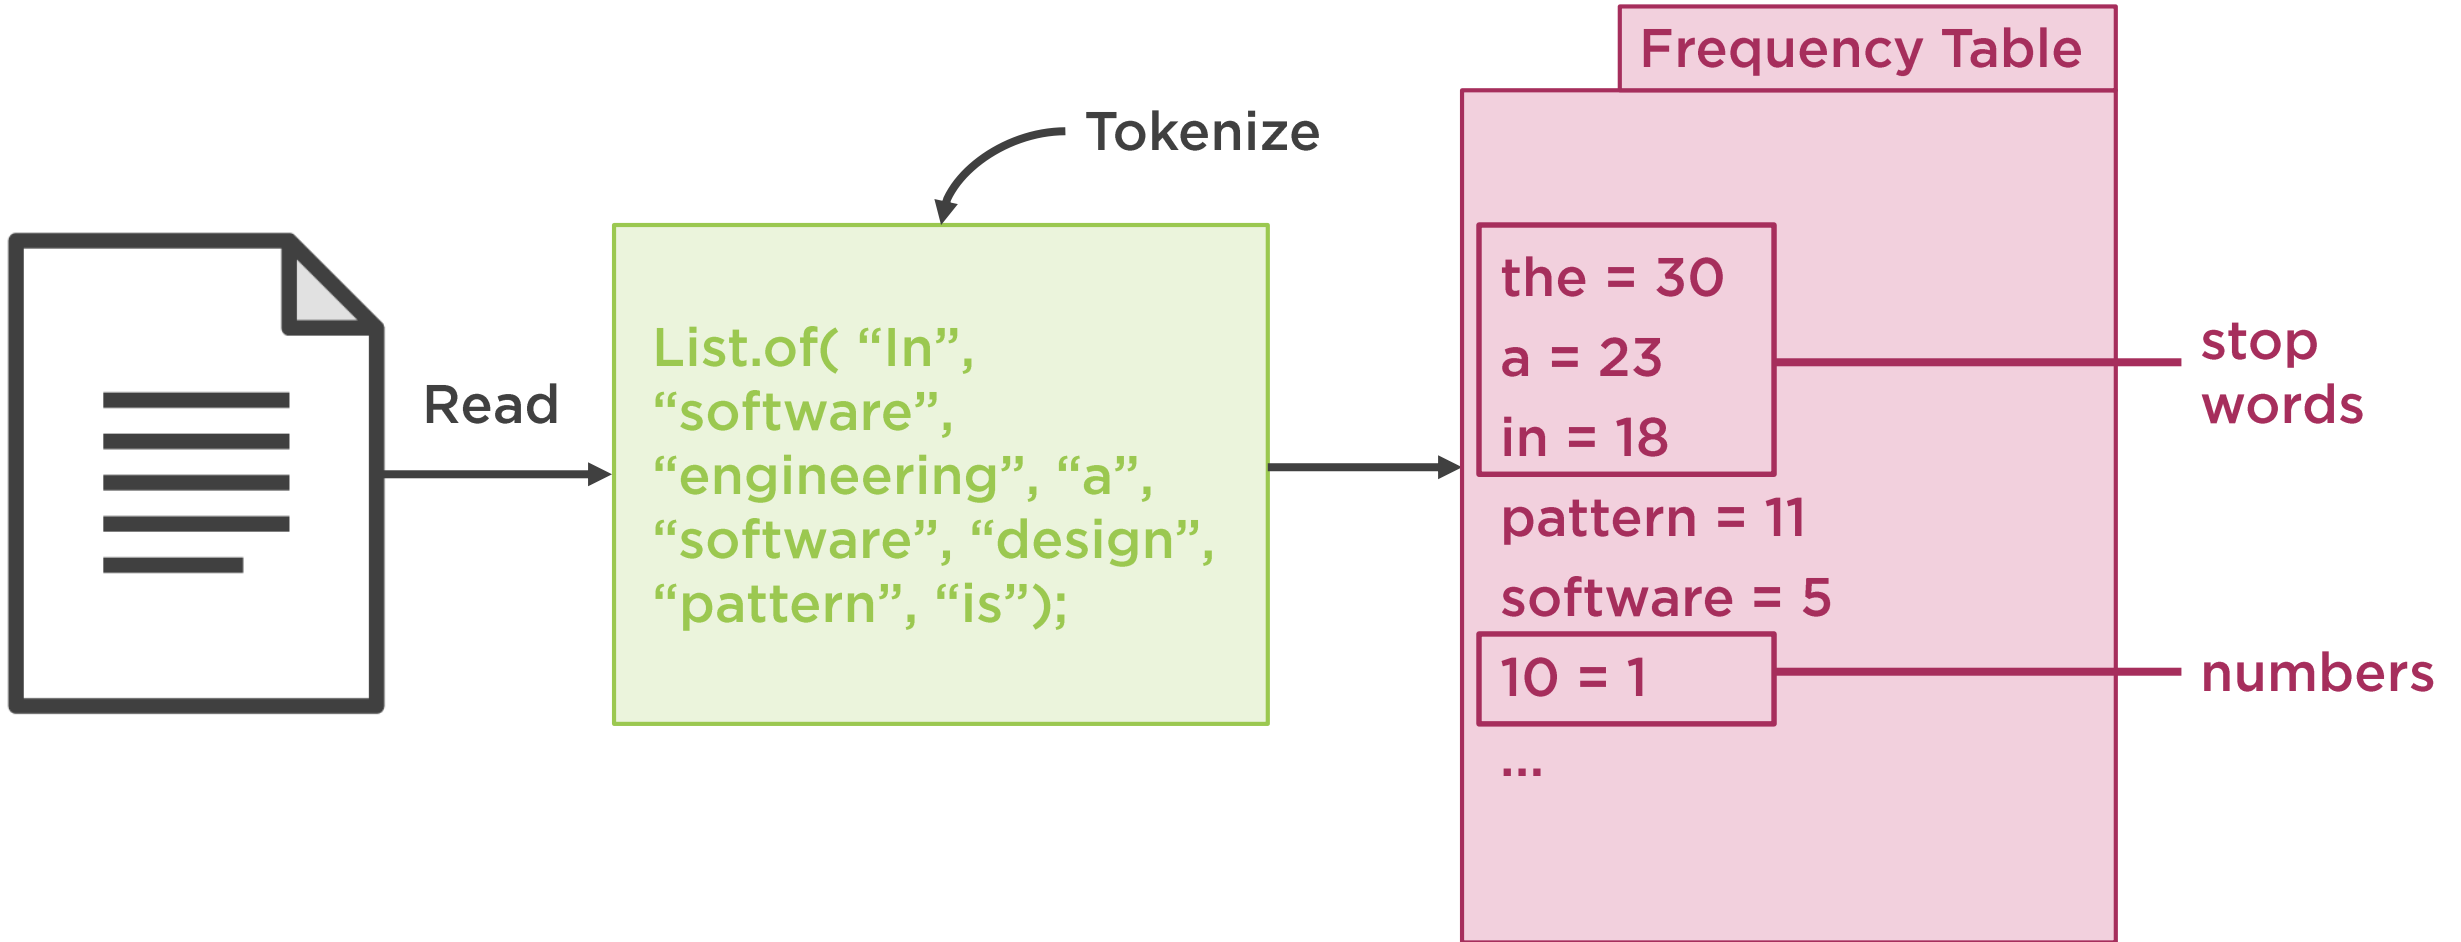 Read
Tokenize
List.of( “In”,
“software”,
“engineering”, “a”,
“software”, “design”,
“pattern”, “is”);
Frequency Table
the = 30
a = 23
in = 18
pattern = 11
software = 5
10 = 1
...
stop
words
numbers